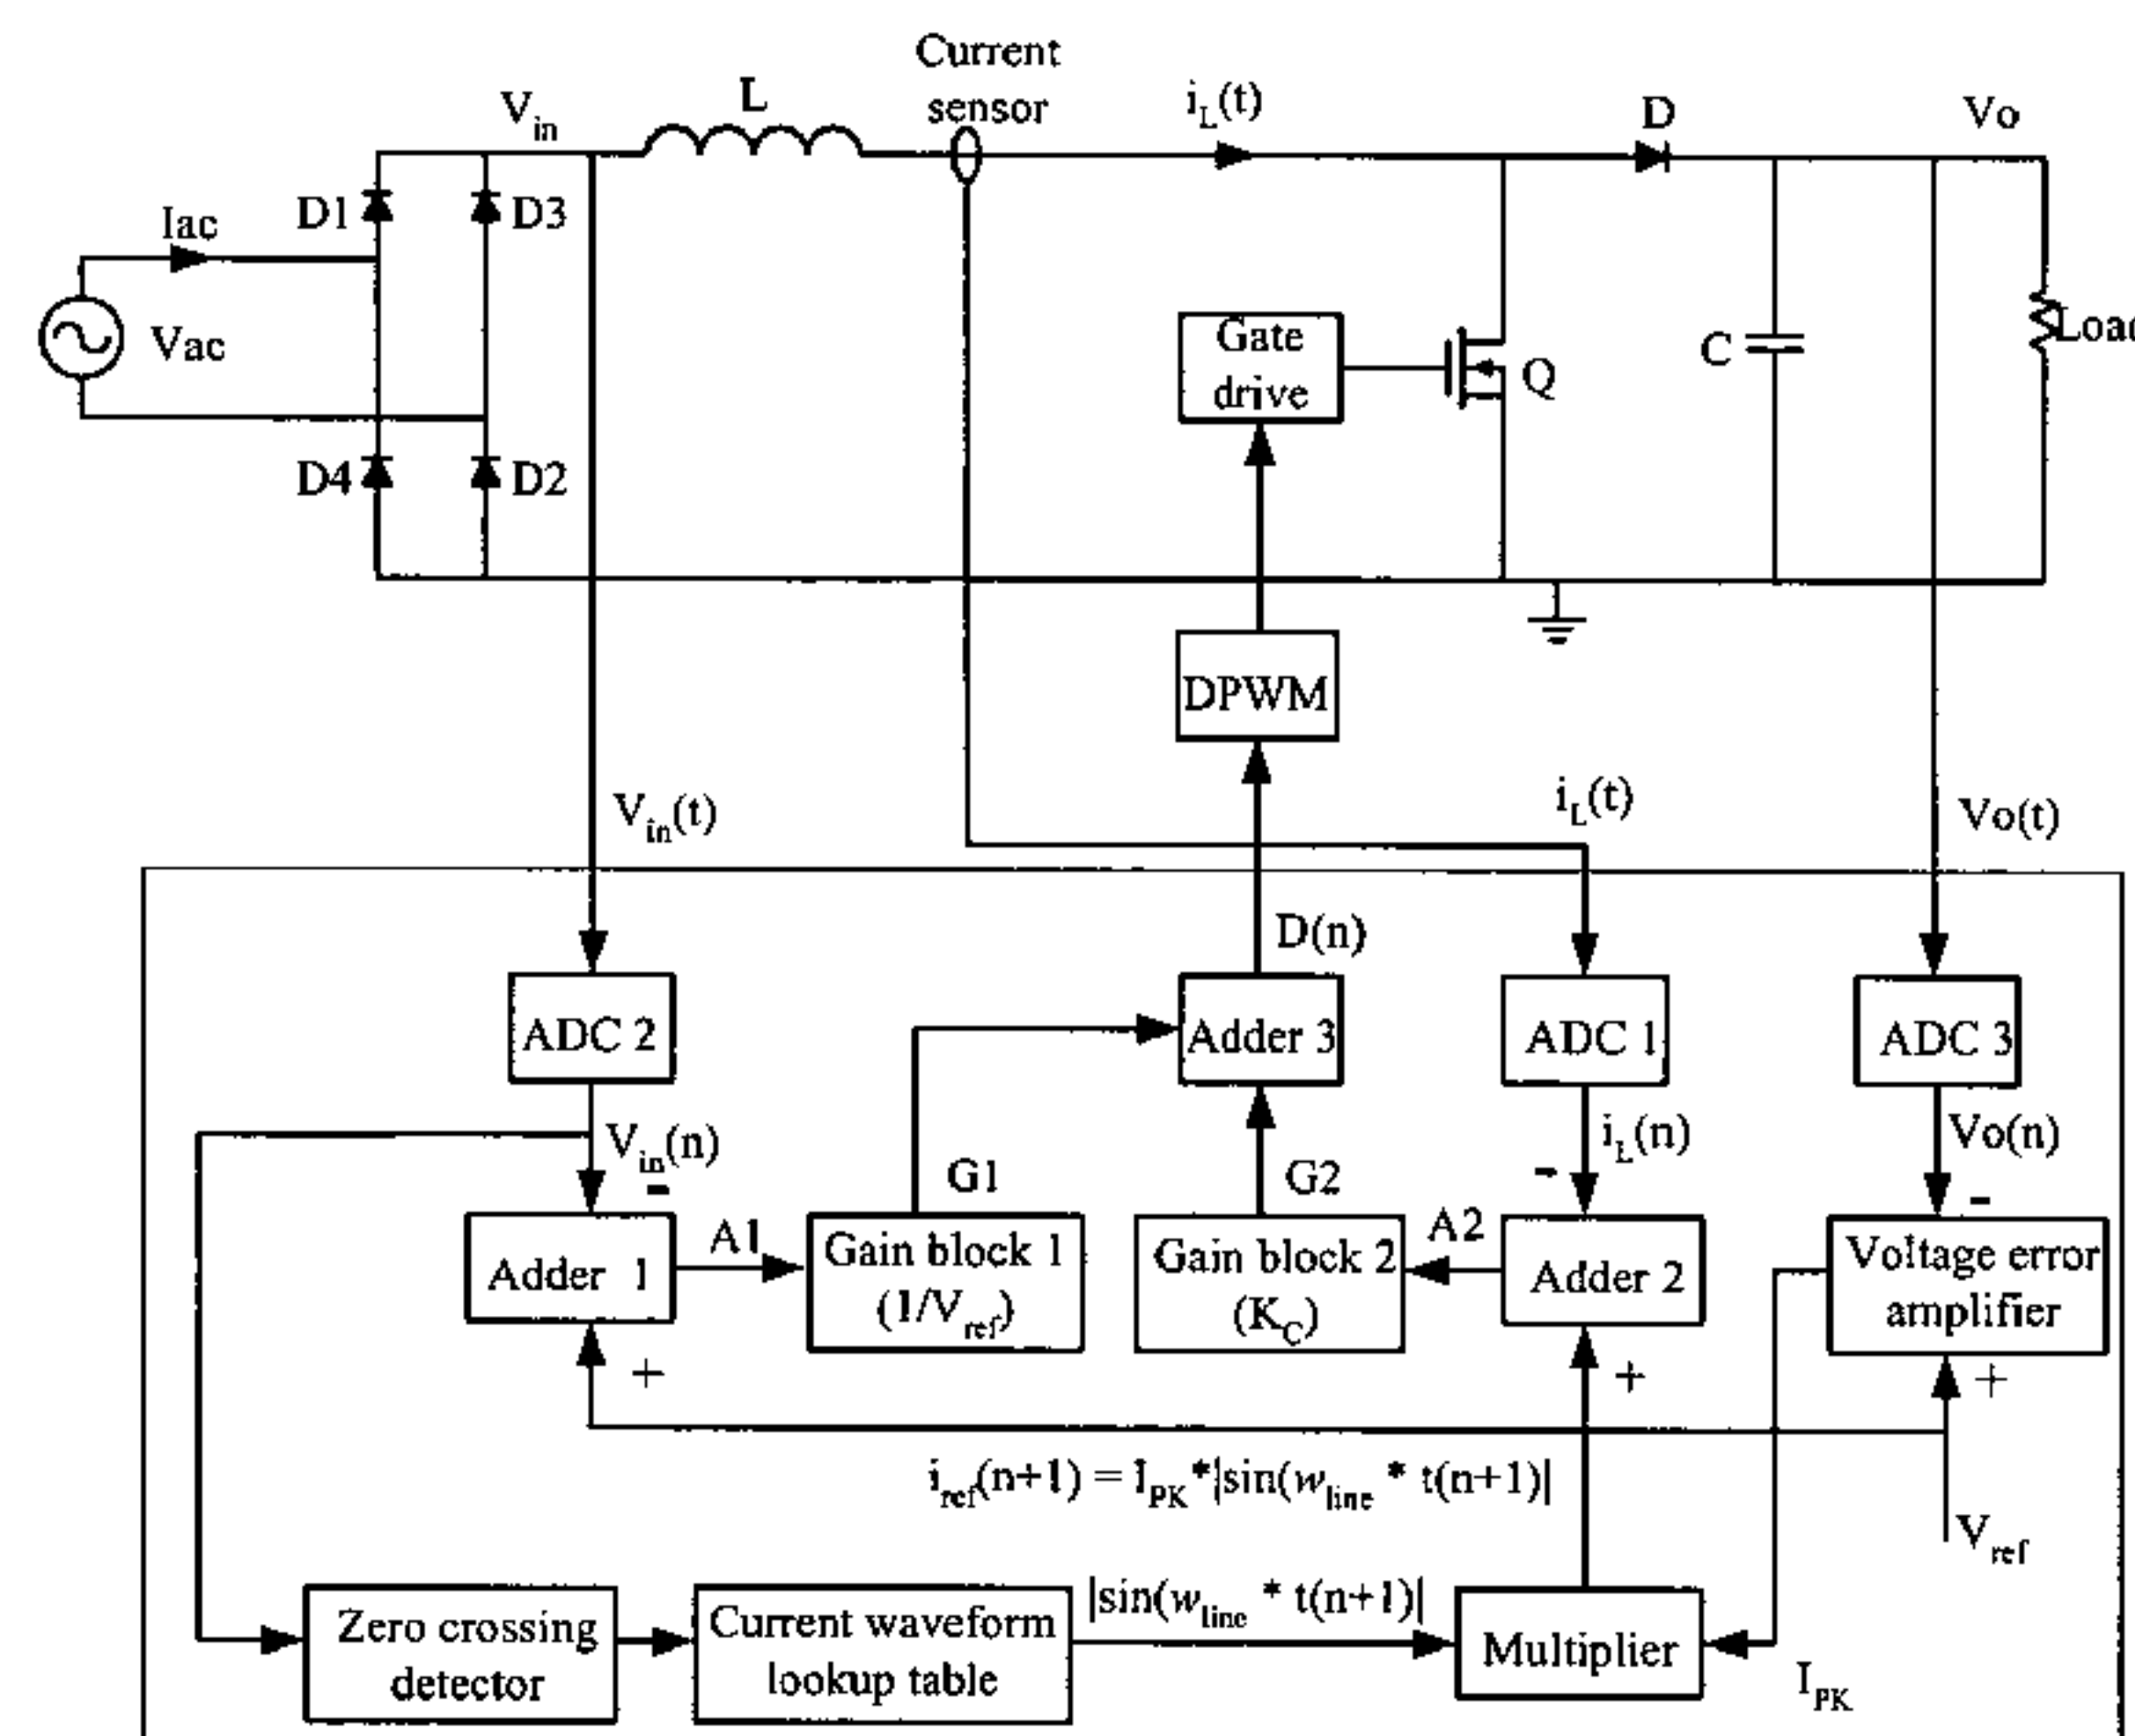 Current
sensor
V_in
L
i_L(t)
D
Vo
D1
D3
Iac
Vac
Gate
drive
Q
C
Load
D4
D2
DPWM
V_in(t)
i_L(t)
Vo(t)
D(n)
ADC 2
Adder 3
ADC 1
ADC 3
V_in(n)
i_L(n)
Vo(n)
-
G1
G2
-
-
A1
A2
Adder 1
Gain block 1
(1/V_ref)
Gain block 2
(K_C)
Adder 2
Voltage error
amplifier
+
+
+
i_ref(n+1) = I_PK*|sin(w_line * t(n+1)|
V_ref
Zero crossing
detector
Current waveform
lookup table
|sin(w_line * t(n+1)|
Multiplier
I_PK